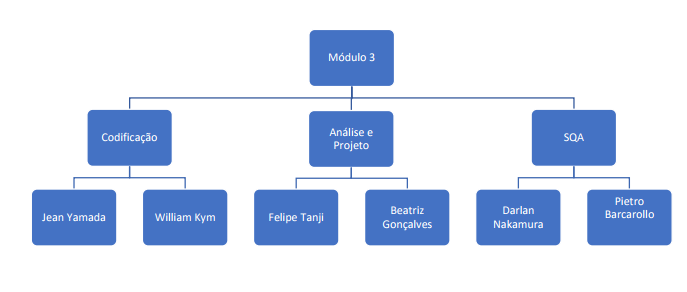 Módulo 3
Codificação
Análise e
Projeto
SQA
Jean Yamada
William Kym
Felipe Tanji
Beatriz
Gonçalves
Darlan
Nakamura
Pietro
Barcarollo